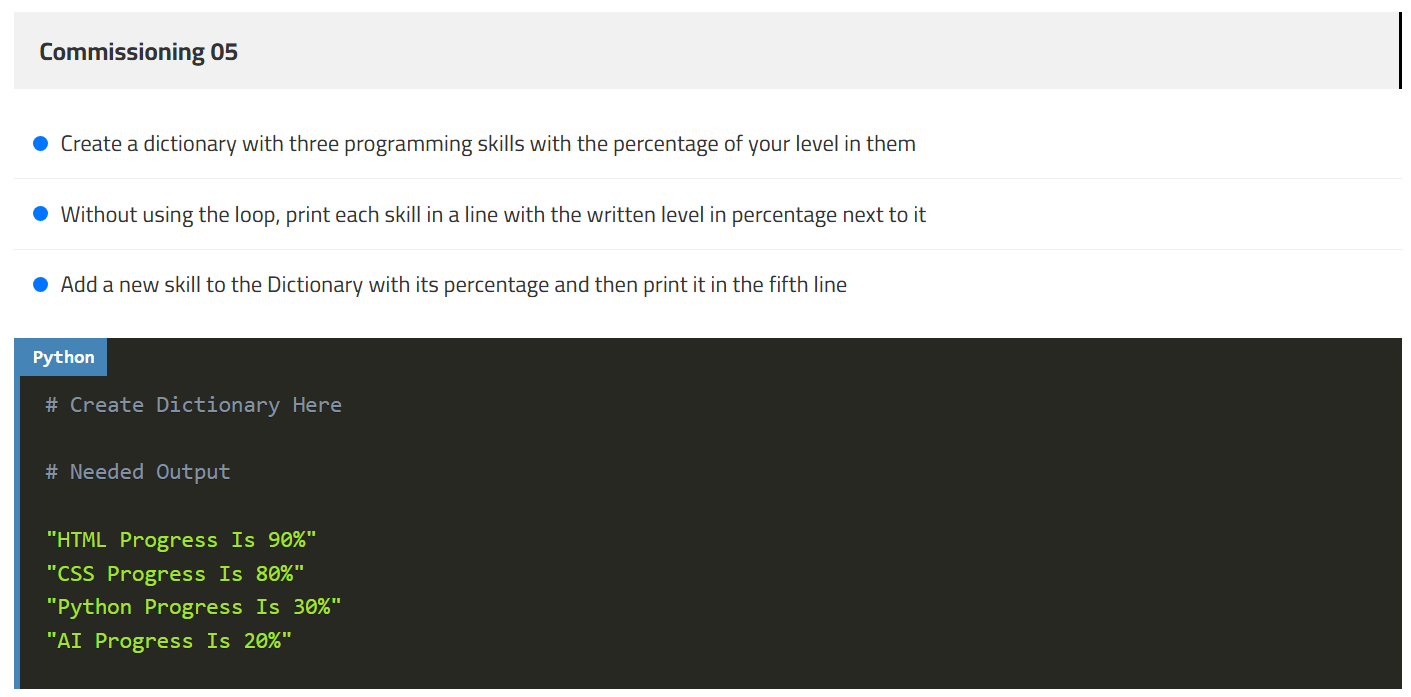 Commissioning 05
Create a dictionary with three programming skills with the percentage of your level in them
Without using the loop, print each skill in a line with the written level in percentage next to it
Add a new skill to the Dictionary with its percentage and then print it in the fifth line
Python
# Create Dictionary Here
# Needed Output
"HTML Progress Is 90%"
"CSS Progress Is 80%"
"Python Progress Is 30%"
"AI Progress Is 20%"